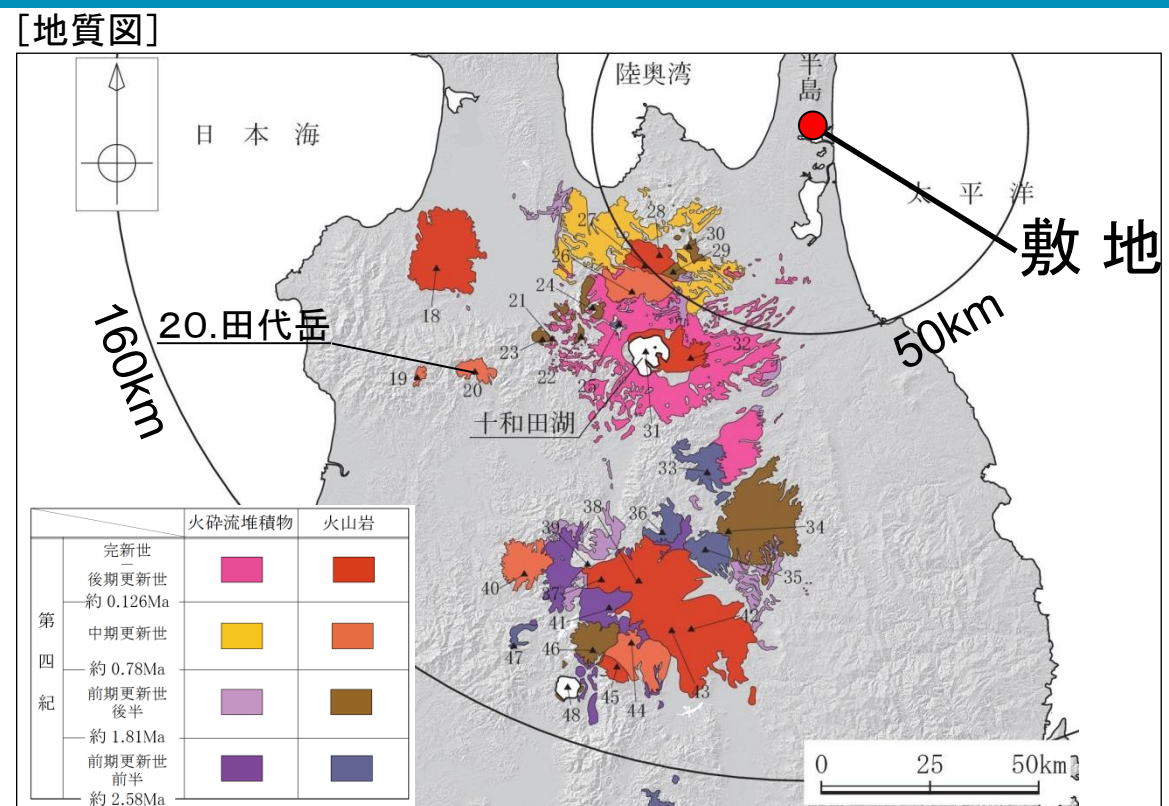 [地質図]
陸奥湾
半島
日本海
太平洋
敷地
50km
160km
20.田代岳
十和田湖
18
19
20
21
22
23
24
25
26
27
28
29
30
31
32
33
34
35
36
37
38
39
40
41
42
43
44
45
46
47
48
火砕流堆積物 火山岩
第四紀
完新世
―
後期更新世
約 0.126Ma
中期更新世
約 0.78Ma
前期更新世
後半
約 1.81Ma
前期更新世
前半
約 2.58Ma
0 25 50km